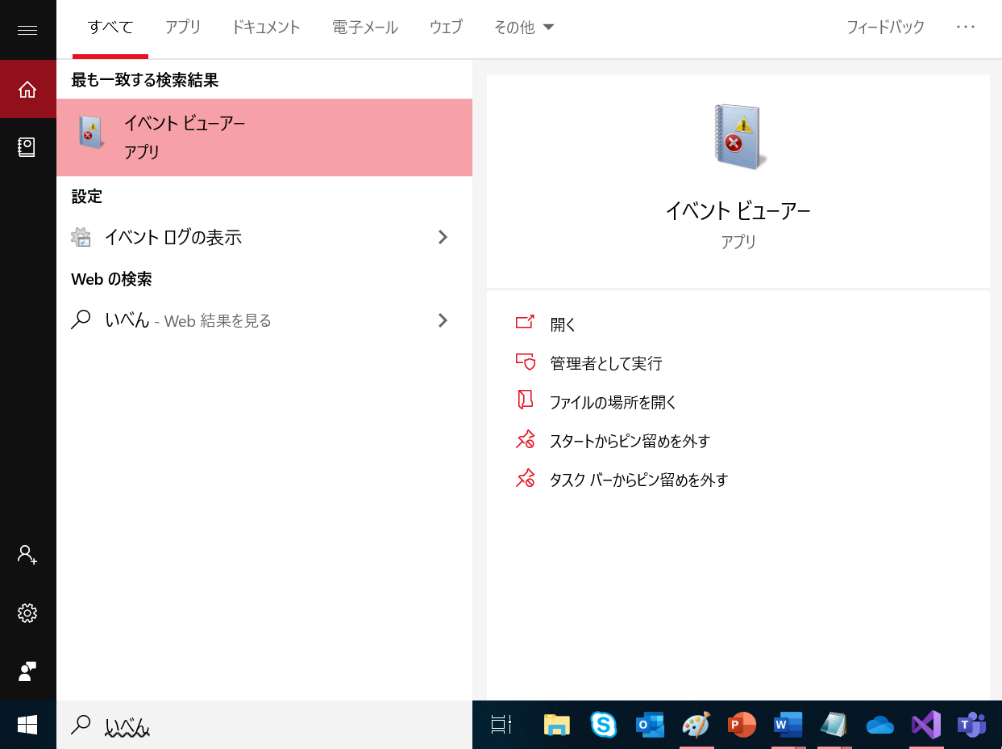 すべて アプリ ドキュメント 電子メール ウェブ その他 フィードバック ...
最も一致する検索結果
イベント ビューアー
アプリ
設定
イベント ログの表示
Web の検索
いべん - Web 結果を見る
イベント ビューアー
アプリ
開く
管理者として実行
ファイルの場所を開く
スタートからピン留めを外す
タスク バーからピン留めを外す
いべん